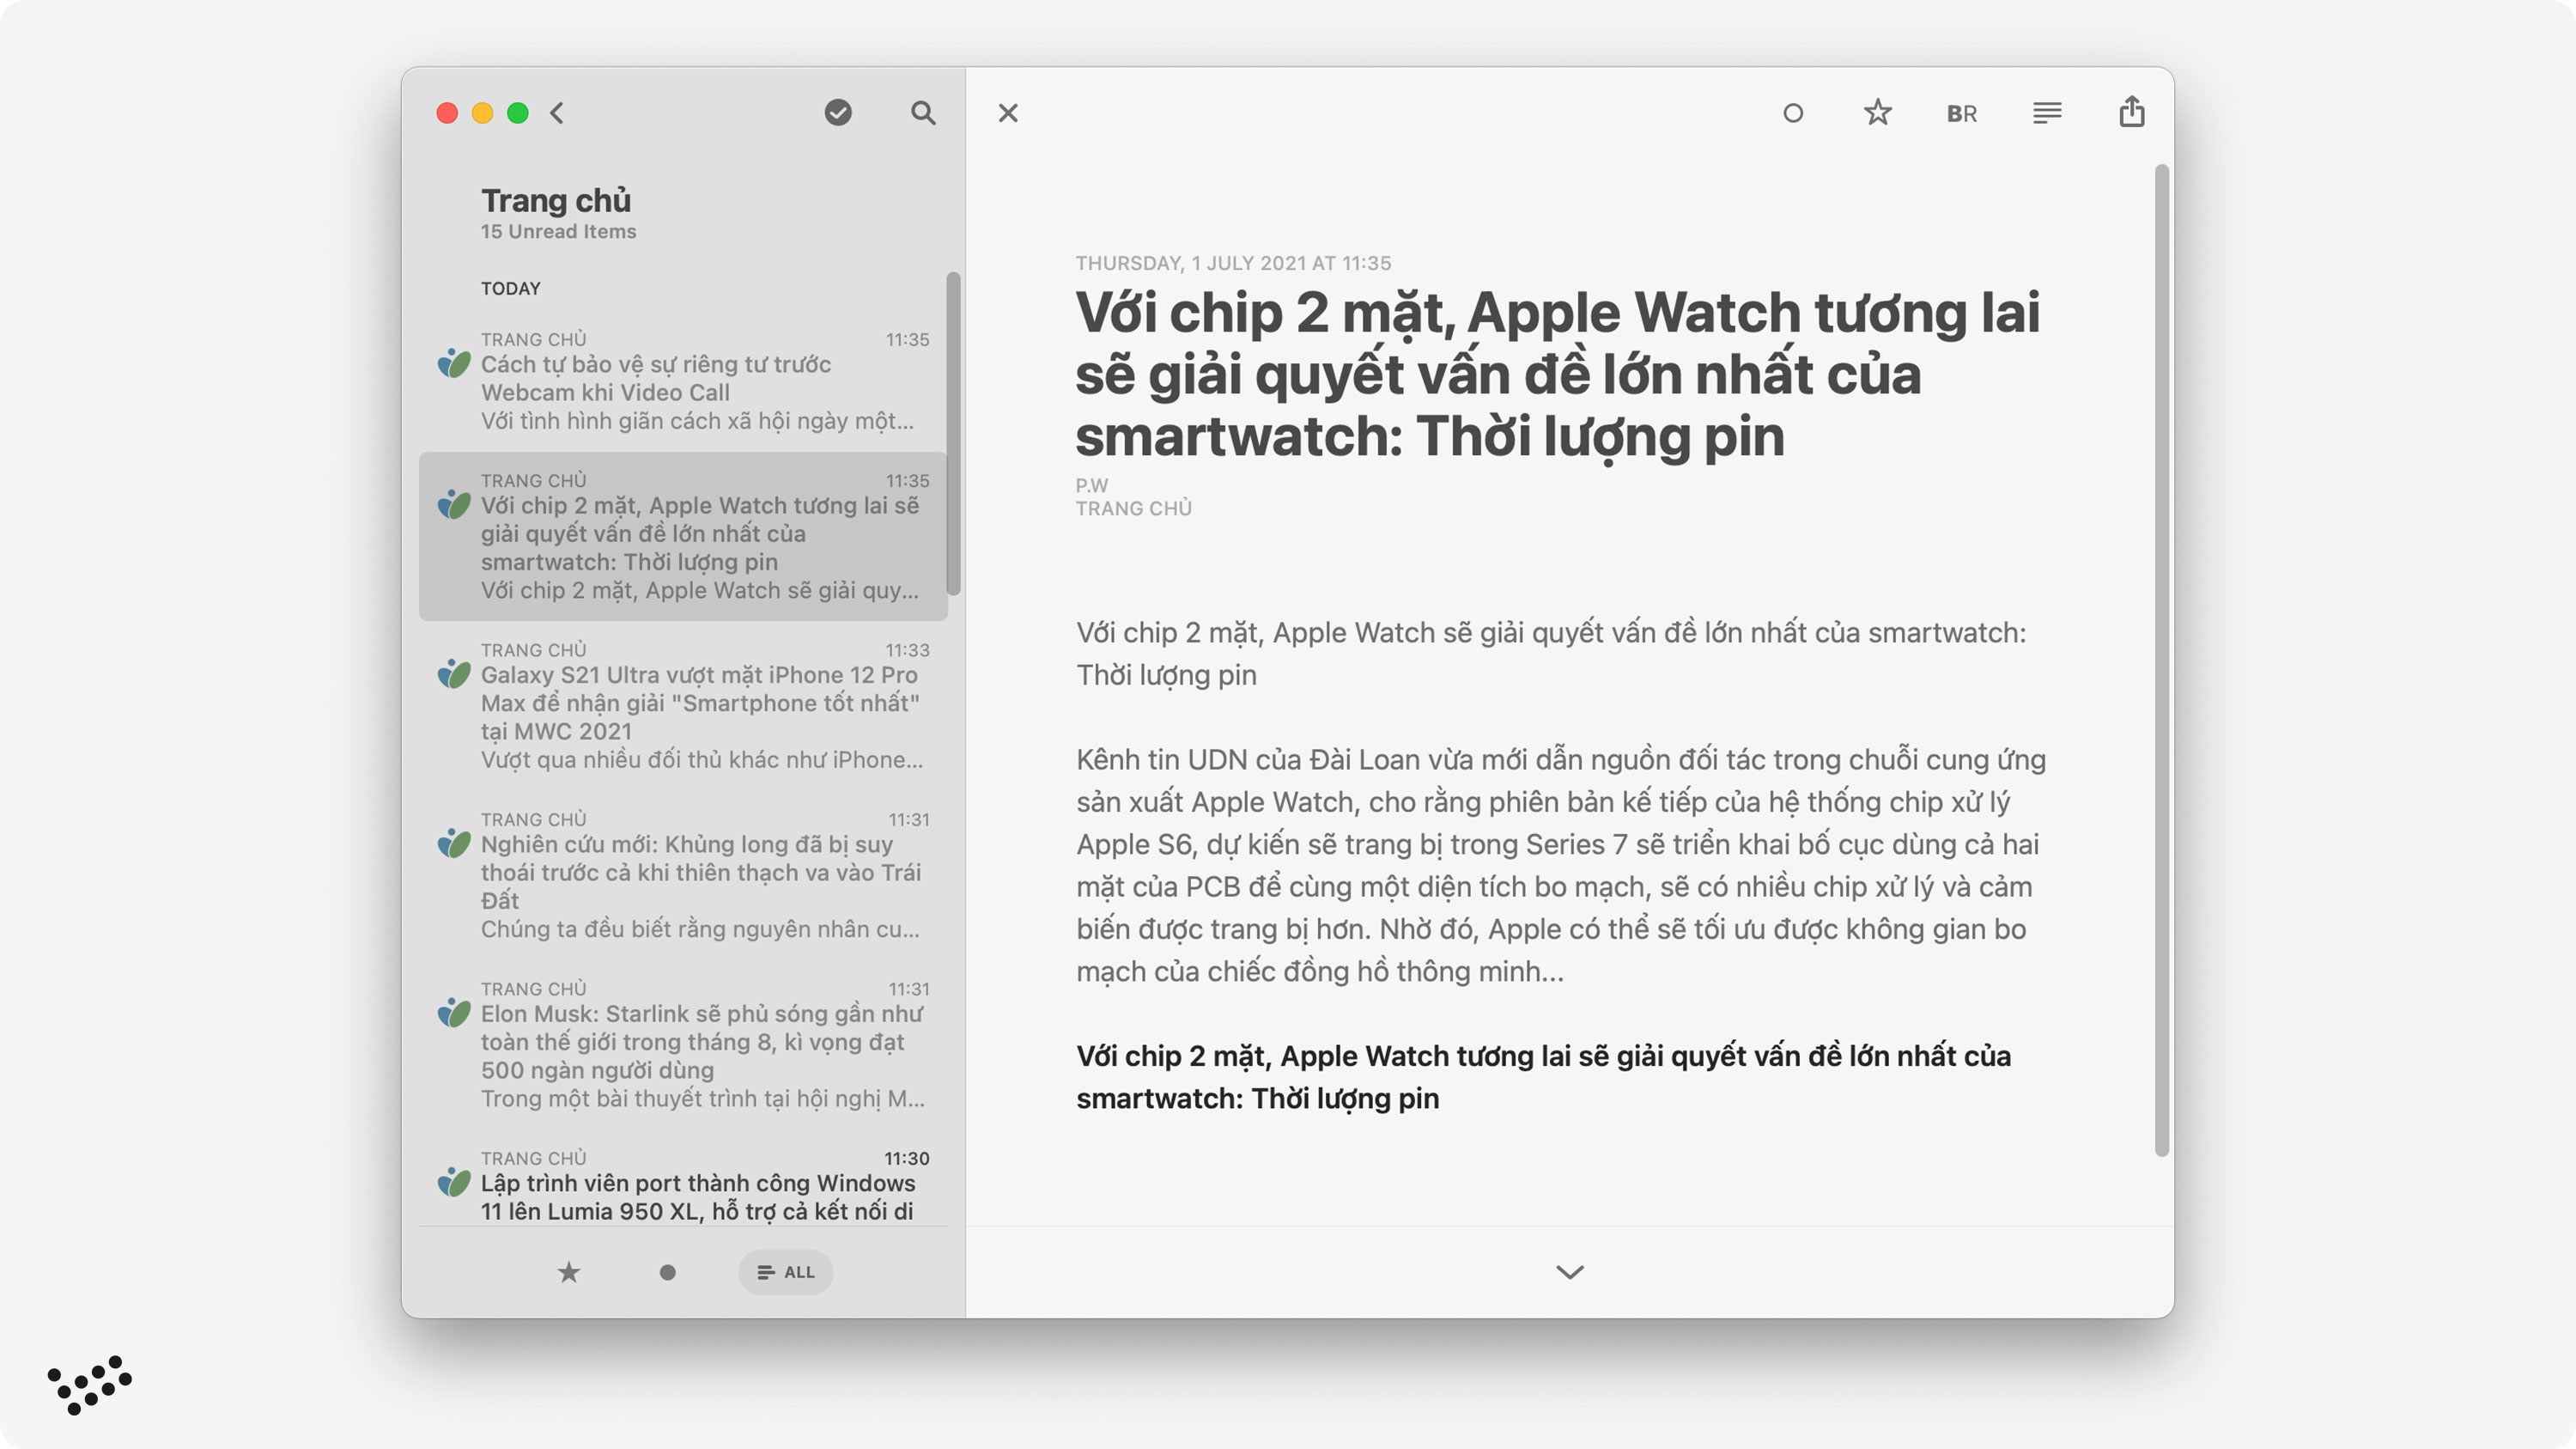 BR
Trang chủ
15 Unread Items
TODAY
TRANG CHỦ 11:35
Cách tự bảo vệ sự riêng tư trước
Webcam khi Video Call
Với tình hình giãn cách xã hội ngày một...
TRANG CHỦ 11:35
Với chip 2 mặt, Apple Watch tương lai sẽ
giải quyết vấn đề lớn nhất của
smartwatch: Thời lượng pin
Với chip 2 mặt, Apple Watch sẽ giải quy...
TRANG CHỦ 11:33
Galaxy S21 Ultra vượt mặt iPhone 12 Pro
Max để nhận giải "Smartphone tốt nhất"
tại MWC 2021
Vượt qua nhiều đối thủ khác như iPhone...
TRANG CHỦ 11:31
Nghiên cứu mới: Khủng long đã bị suy
thoái trước cả khi thiên thạch va vào Trái
Đất
Chúng ta đều biết rằng nguyên nhân cu...
TRANG CHỦ 11:31
Elon Musk: Starlink sẽ phủ sóng gần như
toàn thế giới trong tháng 8, kì vọng đạt
500 ngàn người dùng
Trong một bài thuyết trình tại hội nghị M...
TRANG CHỦ 11:30
Lập trình viên port thành công Windows
11 lên Lumia 950 XL, hỗ trợ cả kết nối di
ALL
THURSDAY, 1 JULY 2021 AT 11:35
Với chip 2 mặt, Apple Watch tương lai
sẽ giải quyết vấn đề lớn nhất của
smartwatch: Thời lượng pin
P.W
TRANG CHỦ
Với chip 2 mặt, Apple Watch sẽ giải quyết vấn đề lớn nhất của smartwatch:
Thời lượng pin
Kênh tin UDN của Đài Loan vừa mới dẫn nguồn đối tác trong chuỗi cung ứng
sản xuất Apple Watch, cho rằng phiên bản kế tiếp của hệ thống chip xử lý
Apple S6, dự kiến sẽ trang bị trong Series 7 sẽ triển khai bố cục dùng cả hai
mặt của PCB để cùng một diện tích bo mạch, sẽ có nhiều chip xử lý và cảm
biến được trang bị hơn. Nhờ đó, Apple có thể sẽ tối ưu được không gian bo
mạch của chiếc đồng hồ thông minh...
Với chip 2 mặt, Apple Watch tương lai sẽ giải quyết vấn đề lớn nhất của
smartwatch: Thời lượng pin